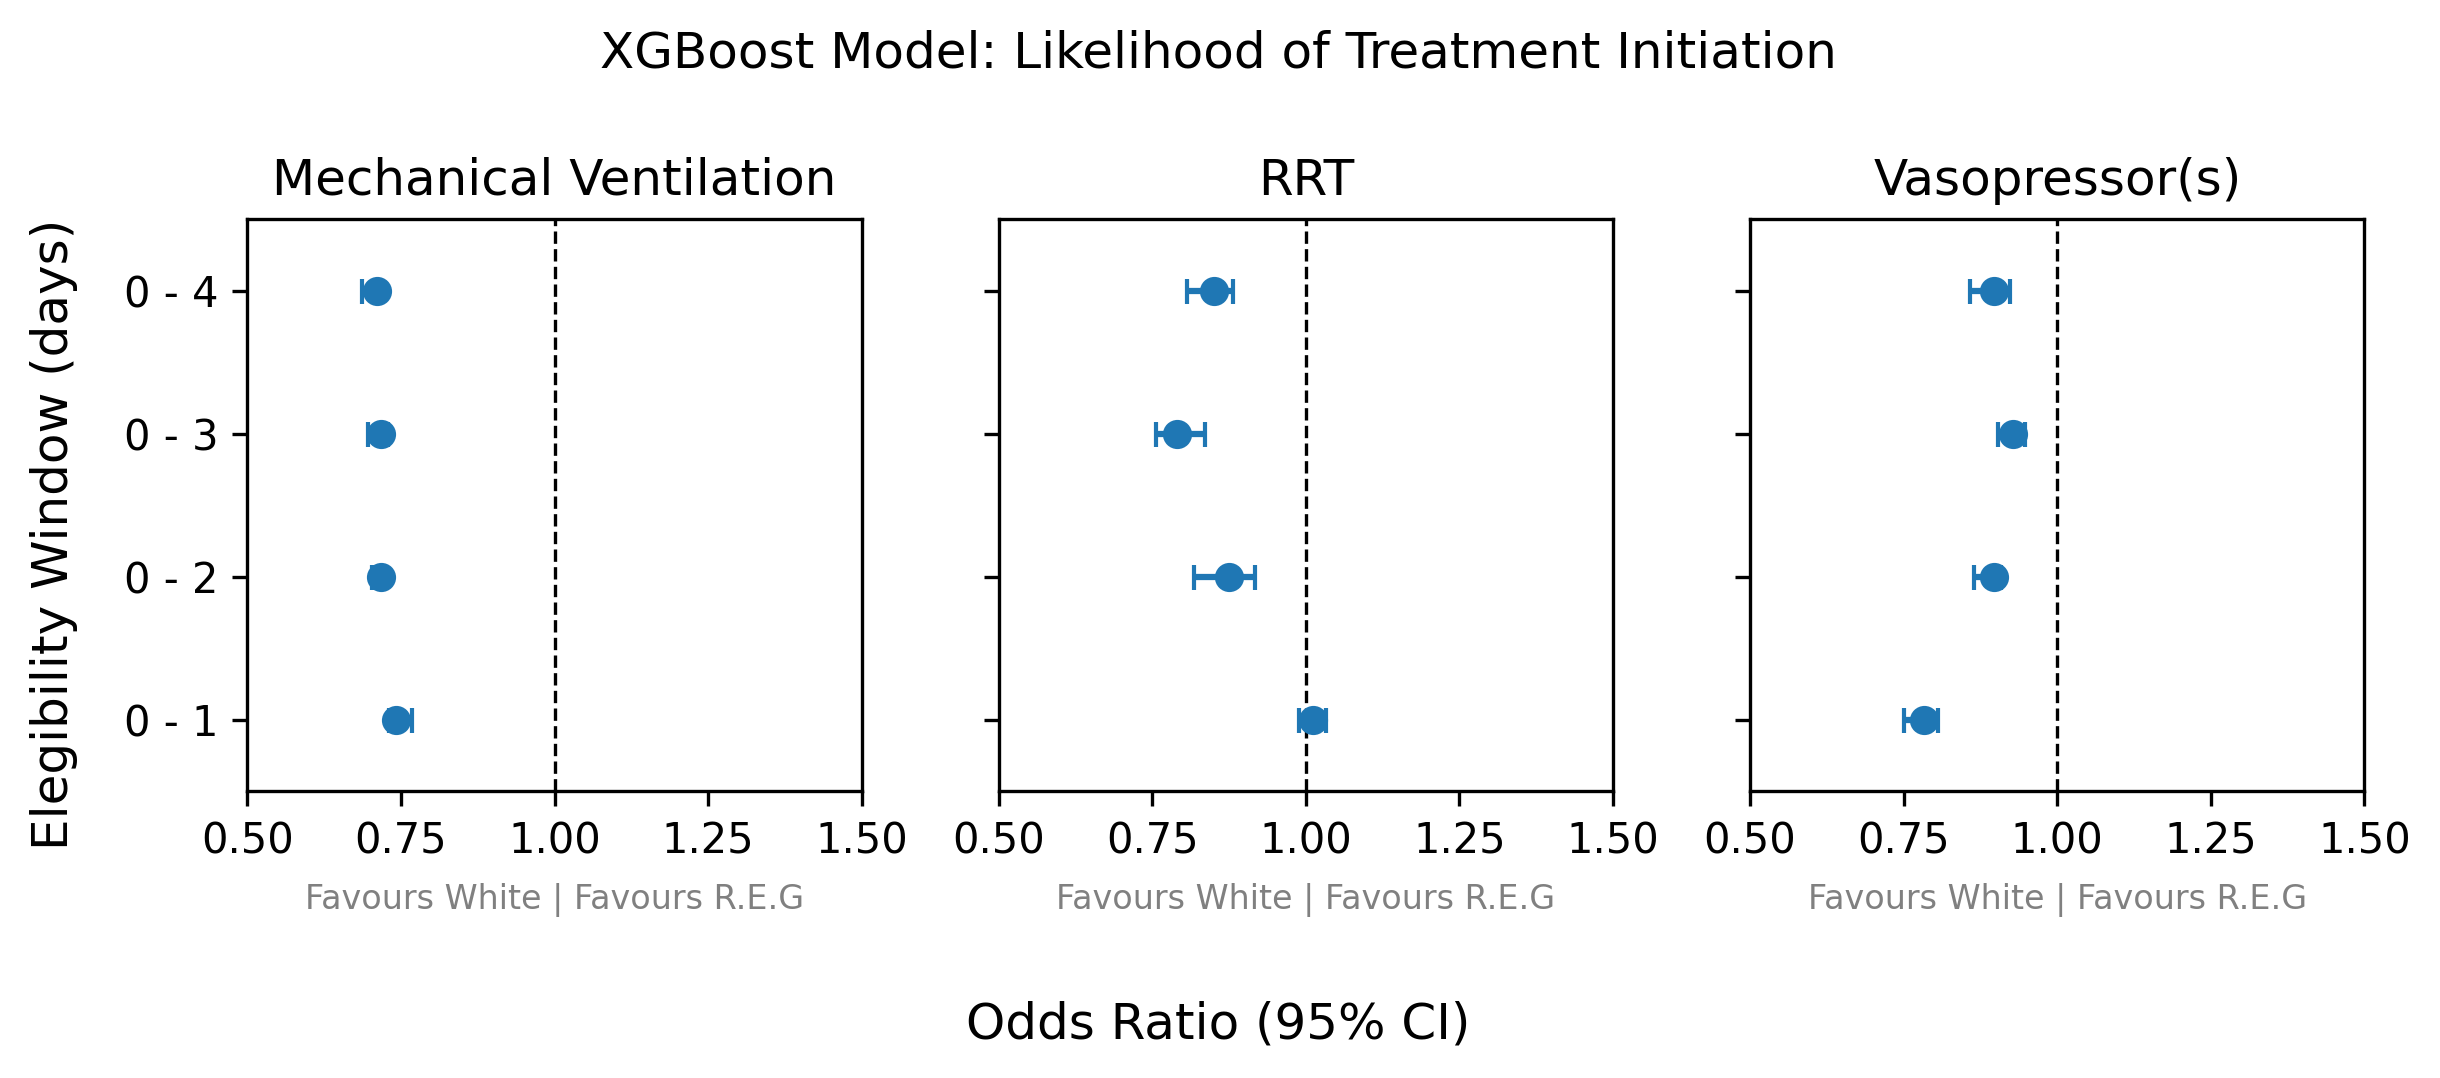 XGBoost Model: Likelihood of Treatment Initiation
Mechanical Ventilation
RRT
Vasopressor(s)
Elegibility Window (days)
0 - 4
0 - 3
0 - 2
0 - 1
0.50 0.75 1.00 1.25 1.50
0.50 0.75 1.00 1.25 1.50
0.50 0.75 1.00 1.25 1.50
Favours White | Favours R.E.G
Favours White | Favours R.E.G
Favours White | Favours R.E.G
Odds Ratio (95% CI)